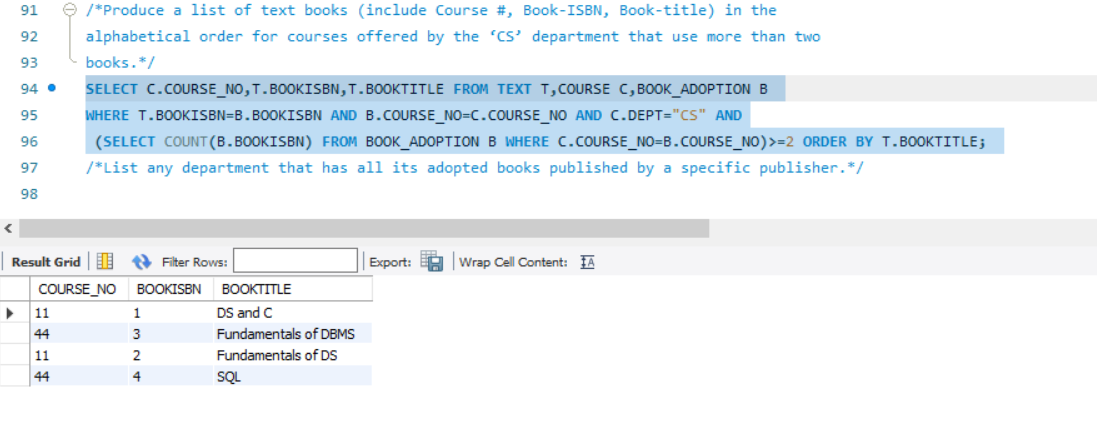 91 /*Produce a list of text books (include Course #, Book-ISBN, Book-title) in the
92 alphabetical order for courses offered by the ‘CS’ department that use more than two
93 books.*/
94 SELECT C.COURSE_NO,T.BOOKISBN,T.BOOKTITLE FROM TEXT T,COURSE C,BOOK_ADOPTION B
95 WHERE T.BOOKISBN=B.BOOKISBN AND B.COURSE_NO=C.COURSE_NO AND C.DEPT="CS" AND
96 (SELECT COUNT(B.BOOKISBN) FROM BOOK_ADOPTION B WHERE C.COURSE_NO=B.COURSE_NO)>=2 ORDER BY T.BOOKTITLE;
97 /*List any department that has all its adopted books published by a specific publisher.*/
98
Result Grid Filter Rows: Export: Wrap Cell Content: IA
COURSE_NO BOOKISBN BOOKTITLE
11 1 DS and C
44 3 Fundamentals of DBMS
11 2 Fundamentals of DS
44 4 SQL